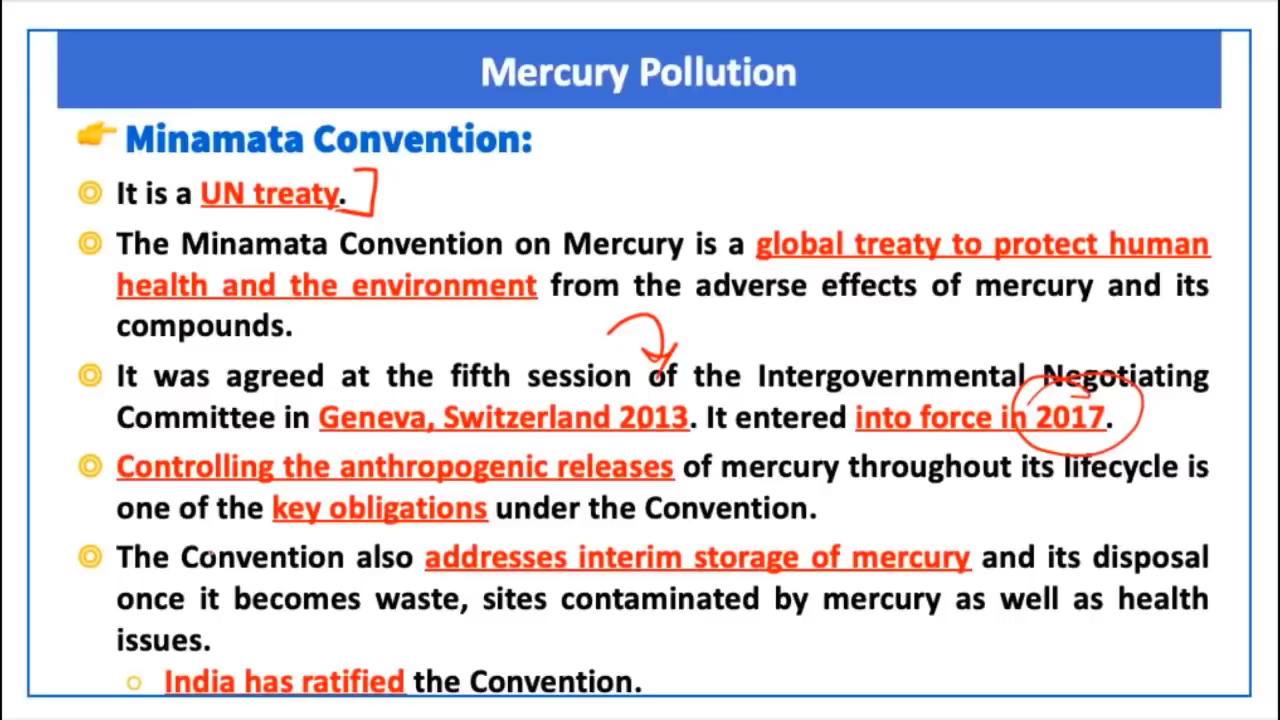 Mercury Pollution
Minamata Convention:
It is a UN treaty.
The Minamata Convention on Mercury is a global treaty to protect human
health and the environment from the adverse effects of mercury and its
compounds.
It was agreed at the fifth session of the Intergovernmental Negotiating
Committee in Geneva, Switzerland 2013. It entered into force in 2017.
Controlling the anthropogenic releases of mercury throughout its lifecycle is
one of the key obligations under the Convention.
The Convention also addresses interim storage of mercury and its disposal
once it becomes waste, sites contaminated by mercury as well as health
issues.
India has ratified the Convention.